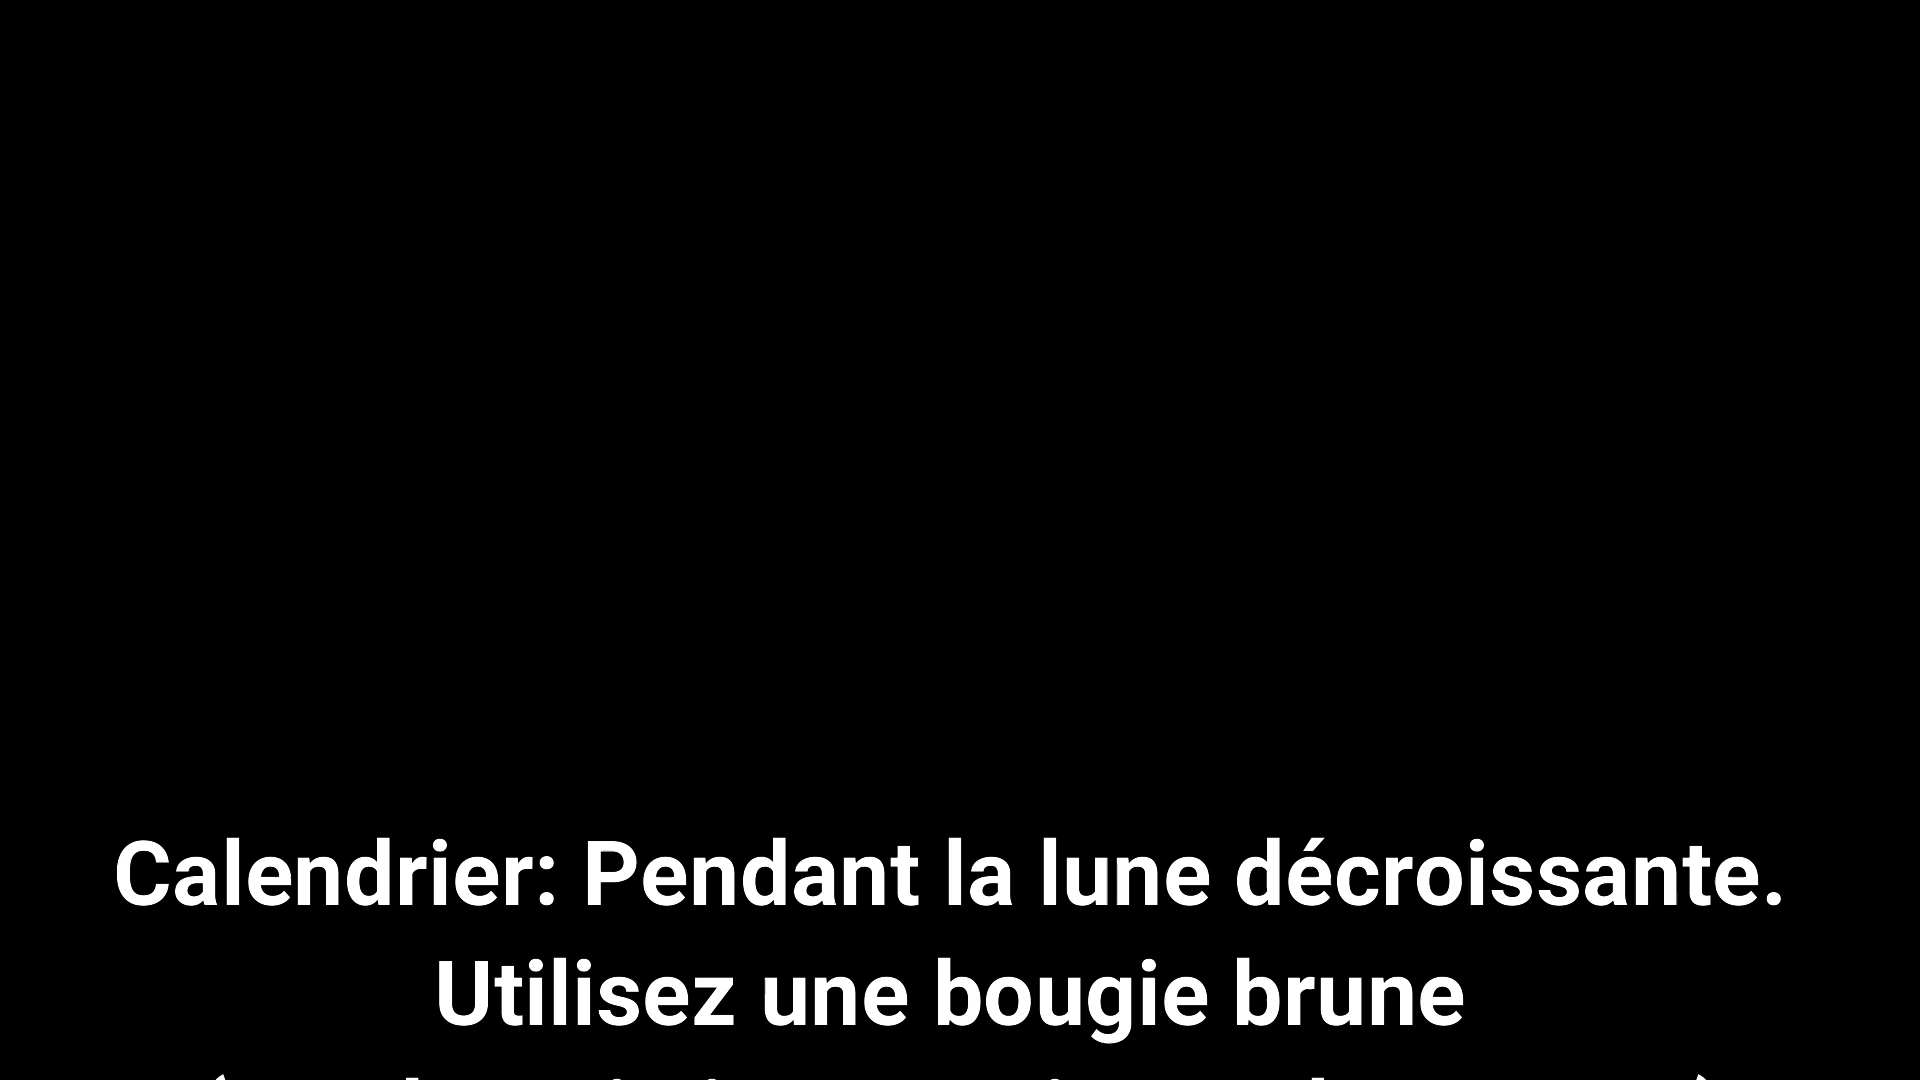 Calendrier: Pendant la lune décroissante.
Utilisez une bougie brune